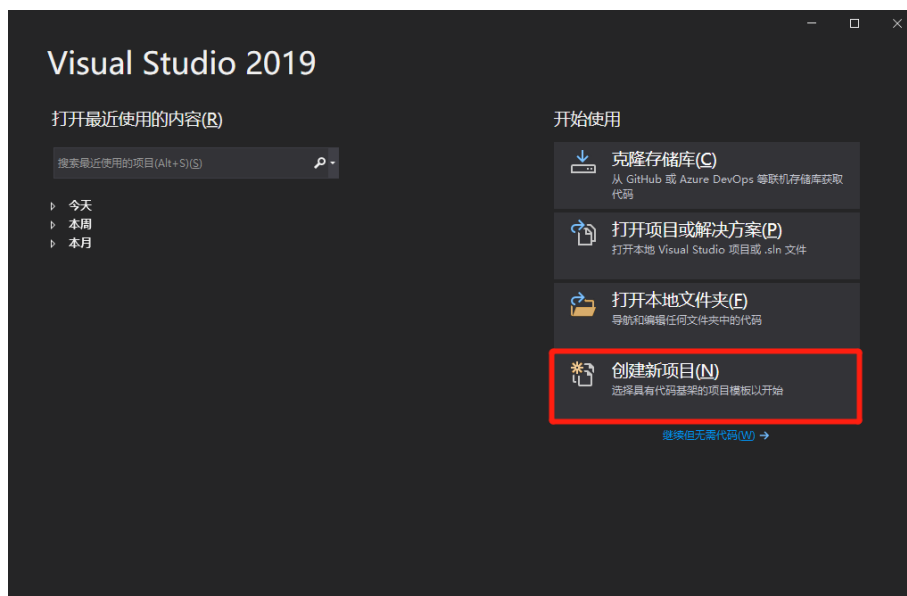 Visual Studio 2019
打开最近使用的内容(R)
搜索最近使用的项目(Alt+S)(S)
今天
本周
本月
开始使用
克隆存储库(C)
从 GitHub 或 Azure DevOps 等联机存储库获取
代码
打开项目或解决方案(P)
打开本地 Visual Studio 项目或 .sln 文件
打开本地文件夹(F)
导航和编辑任何文件夹中的代码
创建新项目(N)
选择具有代码基架的项目模板以开始
继续但无需代码(W)